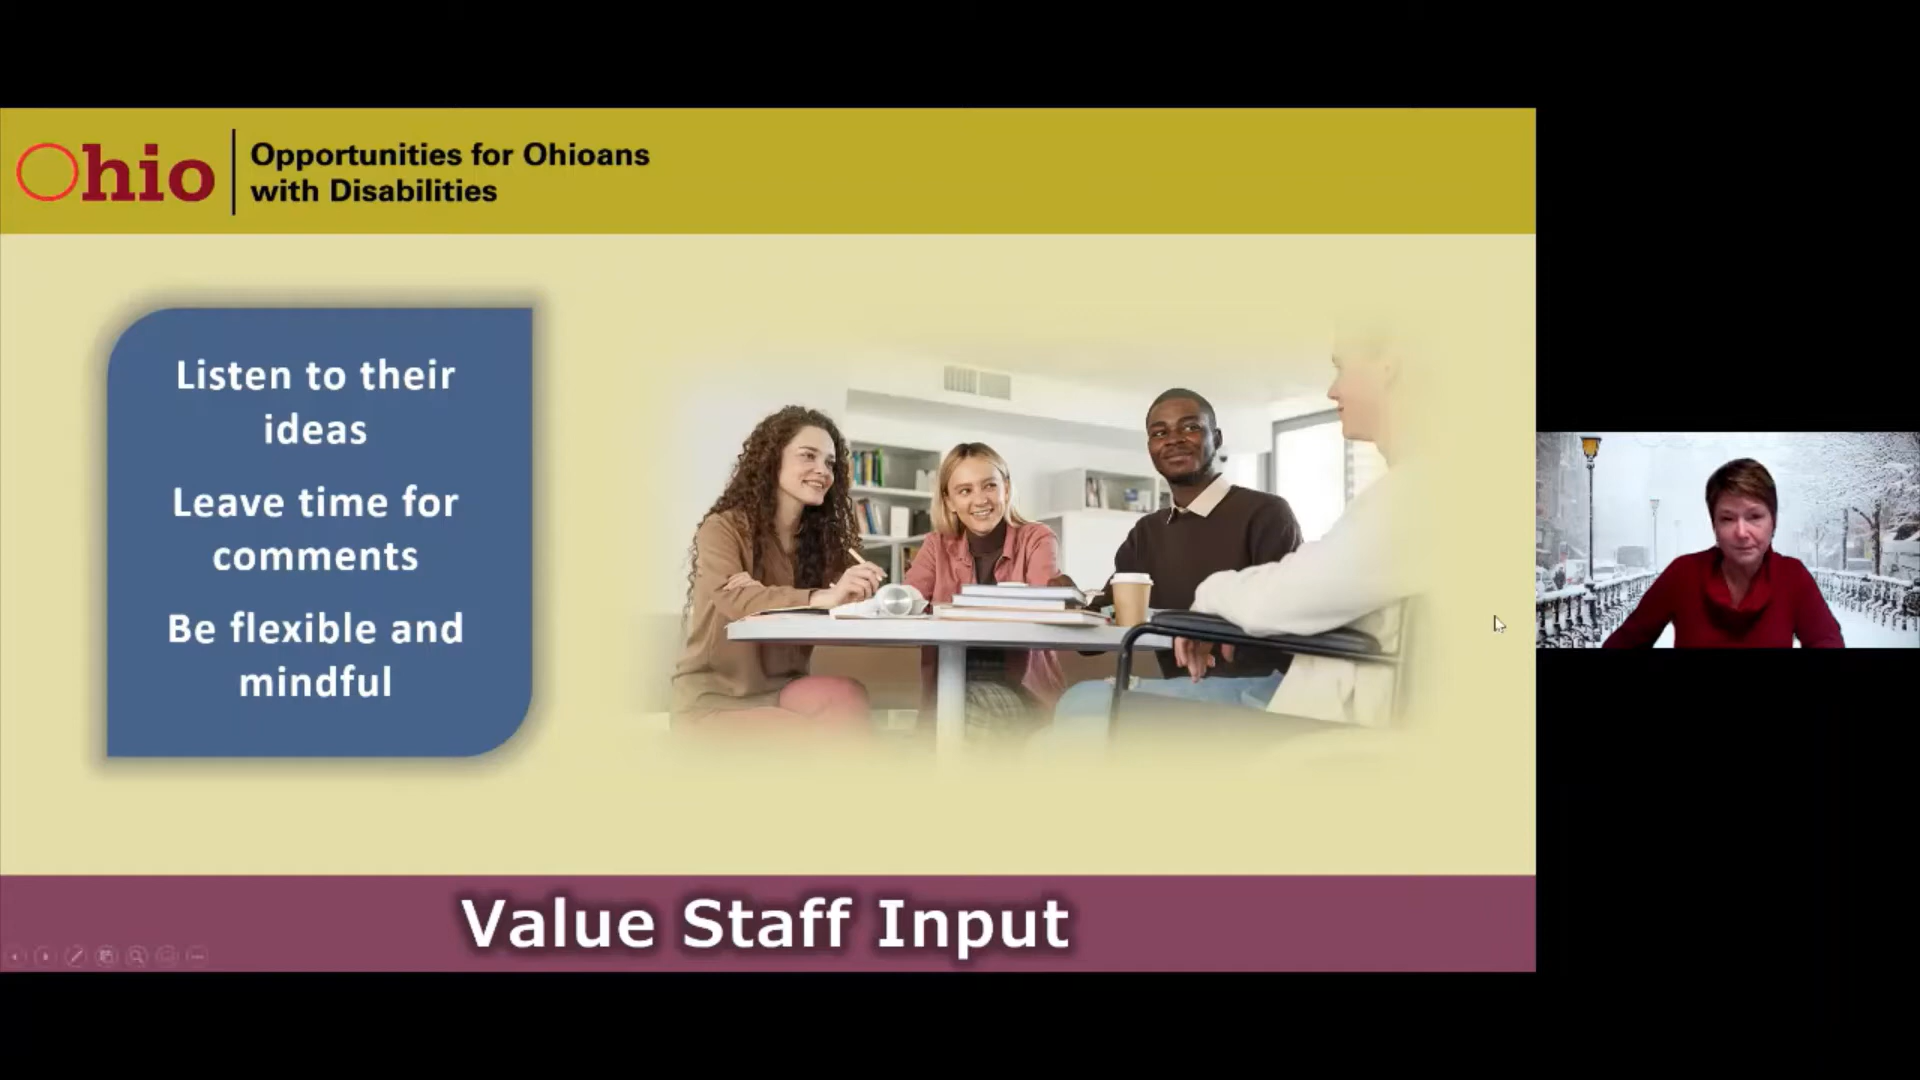 Ohio
Opportunities for Ohioans
with Disabilities
Listen to their
ideas
Leave time for
comments
Be flexible and
mindful
Value Staff Input